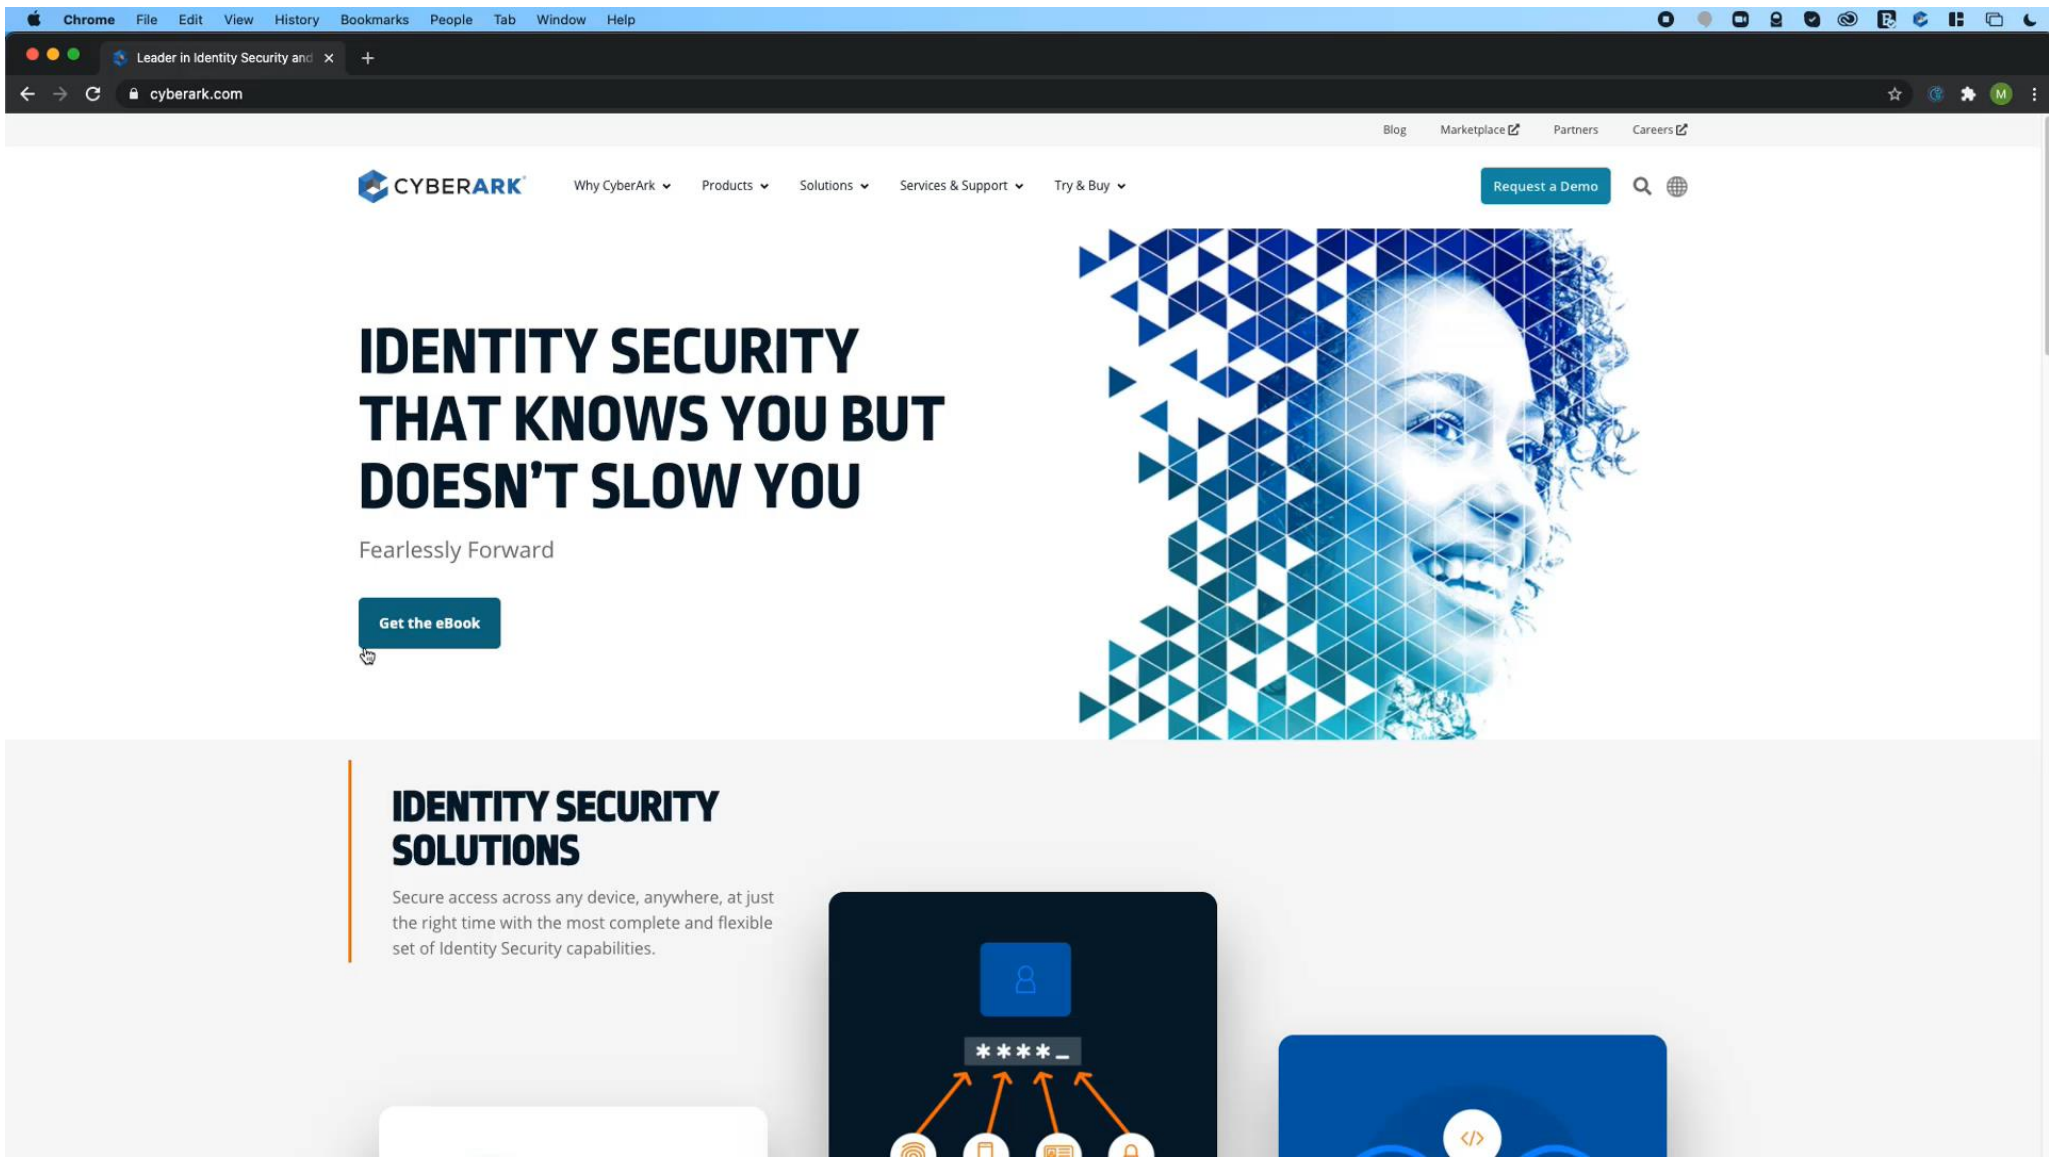 Chrome File Edit View History Bookmarks People Tab Window Help
Leader in Identity Security and
cyberark.com
M
Blog Marketplace Partners Careers
CYBERARK Why CyberArk Products Solutions Services & Support Try & Buy Request a Demo
IDENTITY SECURITY
THAT KNOWS YOU BUT
DOESN'T SLOW YOU
Fearlessly Forward
Get the eBook
IDENTITY SECURITY
SOLUTIONS
Secure access across any device, anywhere, at just
the right time with the most complete and flexible
set of Identity Security capabilities.
****_
</>